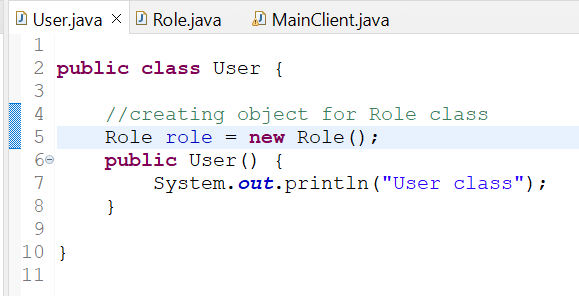 User.java Role.java MainClient.java
1
2 public class User {
3
4 //creating object for Role class
5 Role role = new Role();
6 public User() {
7 System.out.println("User class");
8 }
9
10 }
11